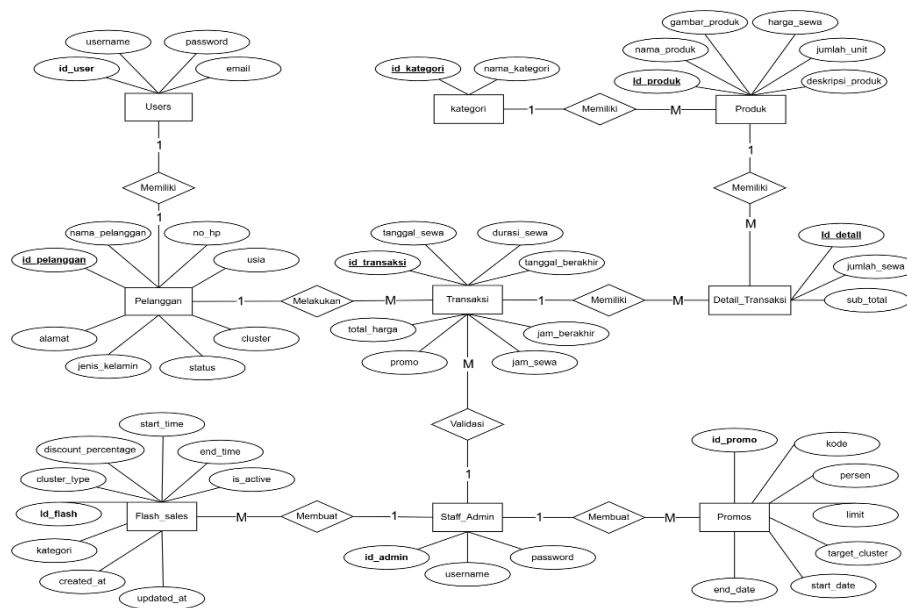 username
password
id_user
email
Users
1
Memiliki
1
gambar_produk
harga_sewa
nama_produk
jumlah_unit
id_kategori
nama_kategori
id_produk
deskripsi_produk
kategori
1
Memiliki
M
Produk
1
Memiliki
M
nama_pelanggan
no_hp
id_pelanggan
usia
Pelanggan
alamat
cluster
jenis_kelamin
status
1
Melakukan
M
tanggal_sewa
durasi_sewa
id_transaksi
tanggal_berakhir
Transaksi
total_harga
jam_berakhir
promo
jam_sewa
1
Memiliki
M
Id_detail
jumlah_sewa
Detail_Transaksi
sub_total
M
Validasi
1
start_time
discount_percentage
end_time
cluster_type
is_active
Id_flash
Flash_sales
kategori
created_at
updated_at
M
Membuat
1
Staff_Admin
id_admin
password
username
1
Membuat
M
id_promo
kode
persen
Promos
limit
target_cluster
end_date
start_date